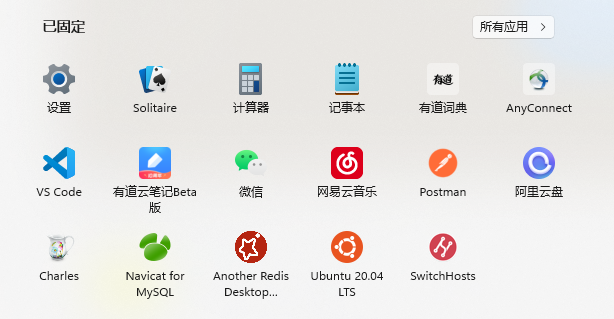 已固定
所有应用
设置
Solitaire
计算器
记事本
有道
有道词典
AnyConnect
VS Code
有道云笔记Beta
版
微信
网易云音乐
Postman
阿里云盘
Charles
Navicat for
MySQL
Another Redis
Desktop...
Ubuntu 20.04
LTS
SwitchHosts